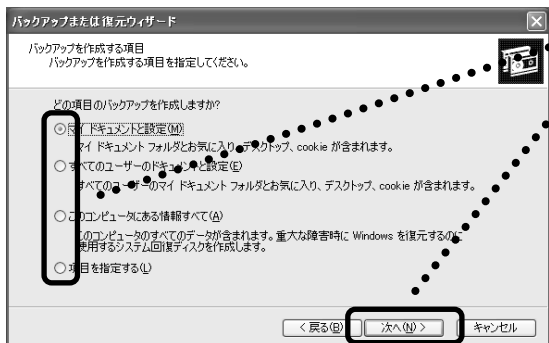 バックアップまたは復元ウィザード
バックアップを作成する項目
バックアップを作成する項目を指定してください。
どの項目のバックアップを作成しますか?
マイ ドキュメントと設定(M)
マイ ドキュメント フォルダとお気に入り、デスクトップ、cookie が含まれます。
すべてのユーザーのドキュメントと設定(E)
すべてのユーザーのマイ ドキュメント フォルダとお気に入り、デスクトップ、cookie が含まれます。
このコンピュータにある情報すべて(A)
このコンピュータのすべてのデータが含まれます。重大な障害時に Windows を復元するのに
使用するシステム回復ディスクを作成します。
項目を指定する(L)
< 戻る(B)
次へ(N) >
キャンセル